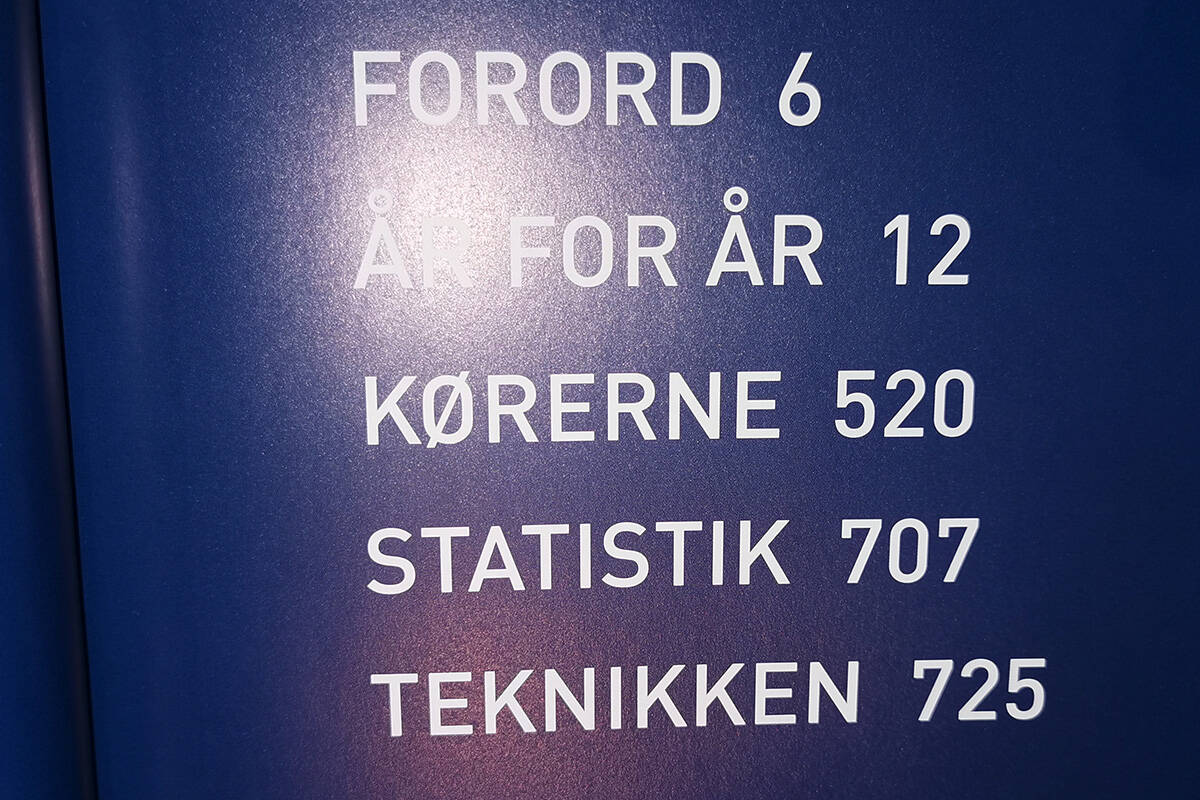 FORORD 6
ÅR FOR ÅR 12
KØRERNE 520
STATISTIK 707
TEKNIKKEN 725